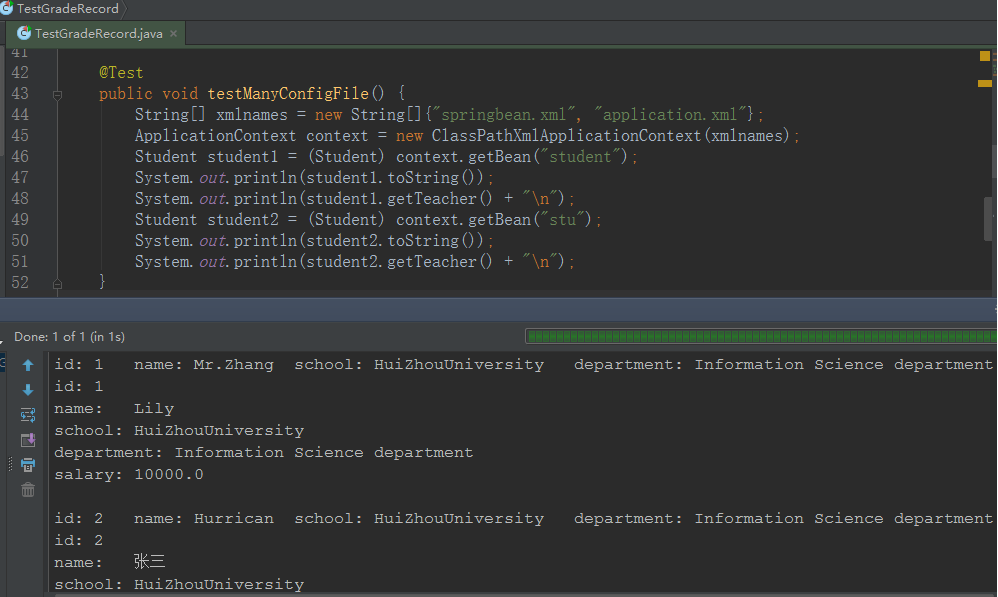 TestGradeRecord
TestGradeRecord.java
41
42 @Test
43 public void testManyConfigFile() {
44 String[] xmlnames = new String[]{"springbean.xml", "application.xml"};
45 ApplicationContext context = new ClassPathXmlApplicationContext(xmlnames);
46 Student student1 = (Student) context.getBean("student");
47 System.out.println(student1.toString());
48 System.out.println(student1.getTeacher() + "\n");
49 Student student2 = (Student) context.getBean("stu");
50 System.out.println(student2.toString());
51 System.out.println(student2.getTeacher() + "\n");
52 }
Done: 1 of 1 (in 1s)
id: 1 name: Mr.Zhang school: HuiZhouUniversity department: Information Science department
id: 1
name: Lily
school: HuiZhouUniversity
department: Information Science department
salary: 10000.0
id: 2 name: Hurrican school: HuiZhouUniversity department: Information Science department
id: 2
name: 张三
school: HuiZhouUniversity